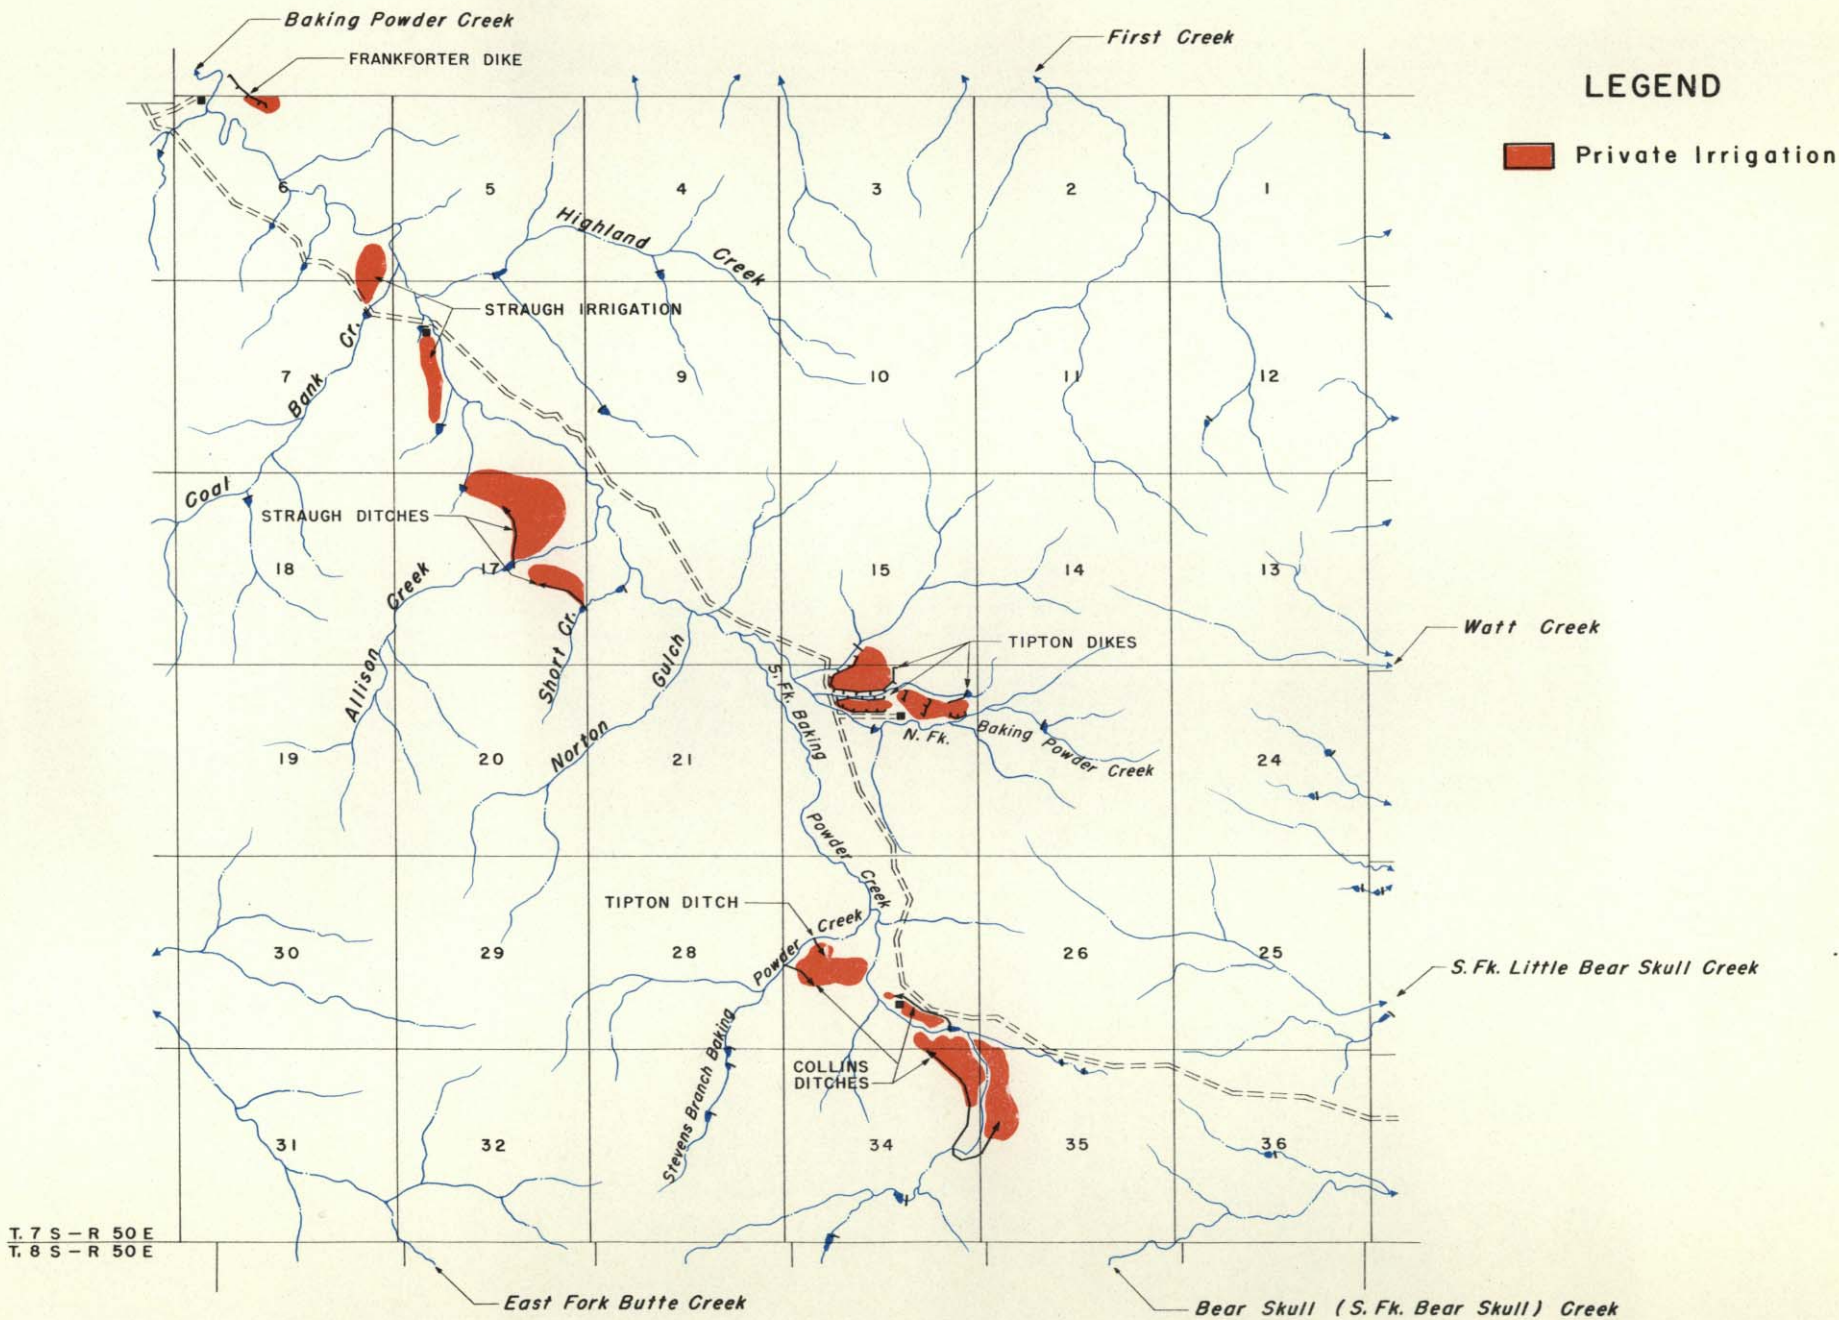 Baking Powder Creek
FRANKFORTER DIKE
First Creek
LEGEND
Private Irrigation
6
5
4
3
2
1
Highland Creek
STRAUGH IRRIGATION
7
9
10
11
12
Coal Bank Cr.
STRAUGH DITCHES
18
17
15
14
13
Allison Creek
Short Cr.
Norton Gulch
S. Fk. Baking Powder Creek
TIPTON DIKES
Watt Creek
N. Fk. Baking Powder Creek
19
20
21
24
TIPTON DITCH
30
29
28
26
25
Stevens Branch Baking Powder Creek
S. Fk. Little Bear Skull Creek
COLLINS
DITCHES
31
32
34
35
36
T. 7 S – R 50 E
T. 8 S – R 50 E
East Fork Butte Creek
Bear Skull (S. Fk. Bear Skull) Creek